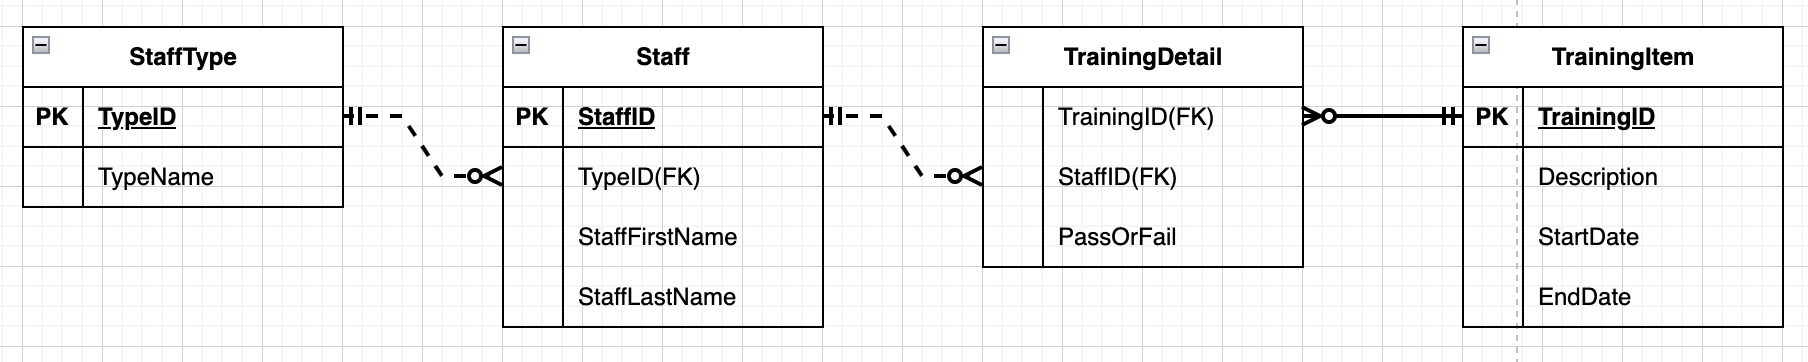 StaffType
PK TypeID
TypeName
Staff
PK StaffID
TypeID(FK)
StaffFirstName
StaffLastName
TrainingDetail
TrainingID(FK)
StaffID(FK)
PassOrFail
TrainingItem
PK TrainingID
Description
StartDate
EndDate